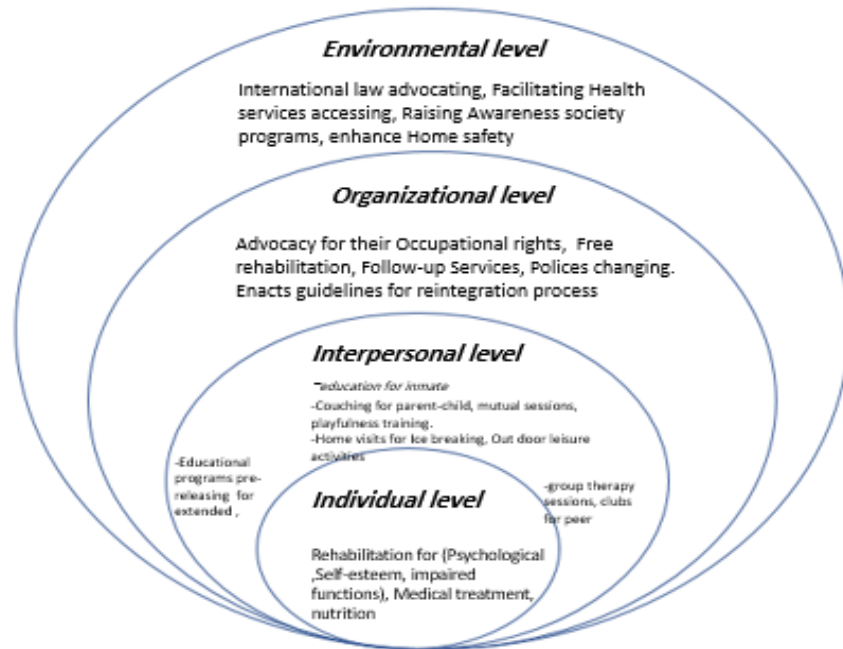 Environmental level
International law advocating, Facilitating Health
services accessing, Raising Awareness society
programs, enhance Home safety
Organizational level
Advocacy for their Occupational rights, Free
rehabilitation, Follow-up Services, Polices changing.
Enacts guidelines for reintegration process
Interpersonal level
-education for inmate
-Couching for parent-child, mutual sessions,
playfulness training.
-Home visits for Ice breaking, Out door leisure
activities
-Educational
programs pre-
releasing for
extended ,
-group therapy
sessions, clubs
for peer
Individual level
Rehabilitation for (Psychological
,Self-esteem, impaired
functions), Medical treatment,
nutrition